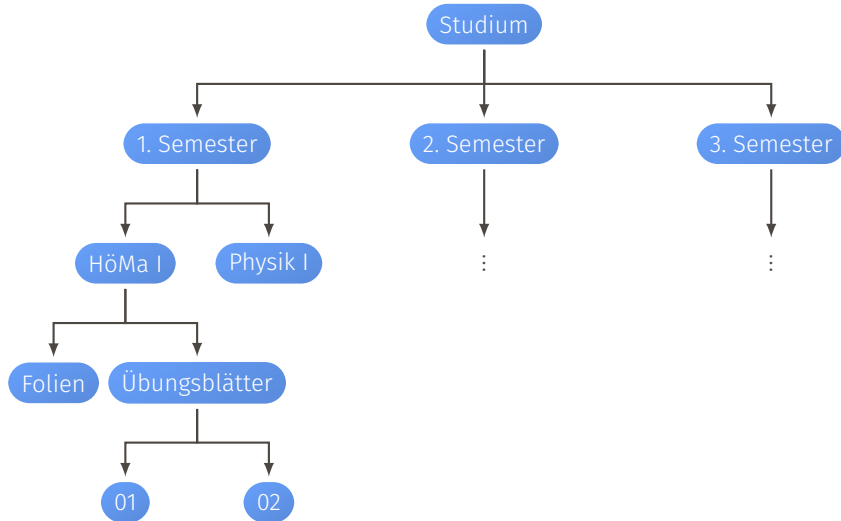 Studium
1. Semester
2. Semester
3. Semester
HöMa I
Physik I
⋮
⋮
Folien
Übungsblätter
01
02